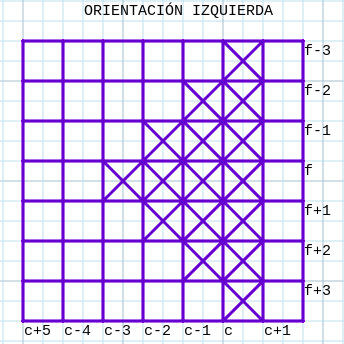 ORIENTACIÓN IZQUIERDA
f-3
f-2
f-1
f
f+1
f+2
f+3
c+5 c-4 c-3 c-2 c-1 c c+1